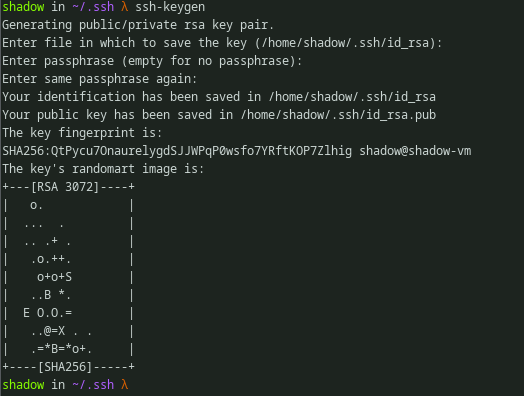 shadow in ~/.ssh λ ssh-keygen
Generating public/private rsa key pair.
Enter file in which to save the key (/home/shadow/.ssh/id_rsa):
Enter passphrase (empty for no passphrase):
Enter same passphrase again:
Your identification has been saved in /home/shadow/.ssh/id_rsa
Your public key has been saved in /home/shadow/.ssh/id_rsa.pub
The key fingerprint is:
SHA256:QtPycu7OnaurelygdSJJWPqP0wsfo7YRftKOP7Zlhig shadow@shadow-vm
The key's randomart image is:
+---[RSA 3072]----+
|   o.            |
|  ...  .         |
|  .. .+ .        |
|   .o.++.        |
|    o+o+S        |
|   ..B *.        |
|  E O.O.=        |
|   ..@=X . .     |
|   .=*B=*o+.     |
+----[SHA256]-----+
shadow in ~/.ssh λ